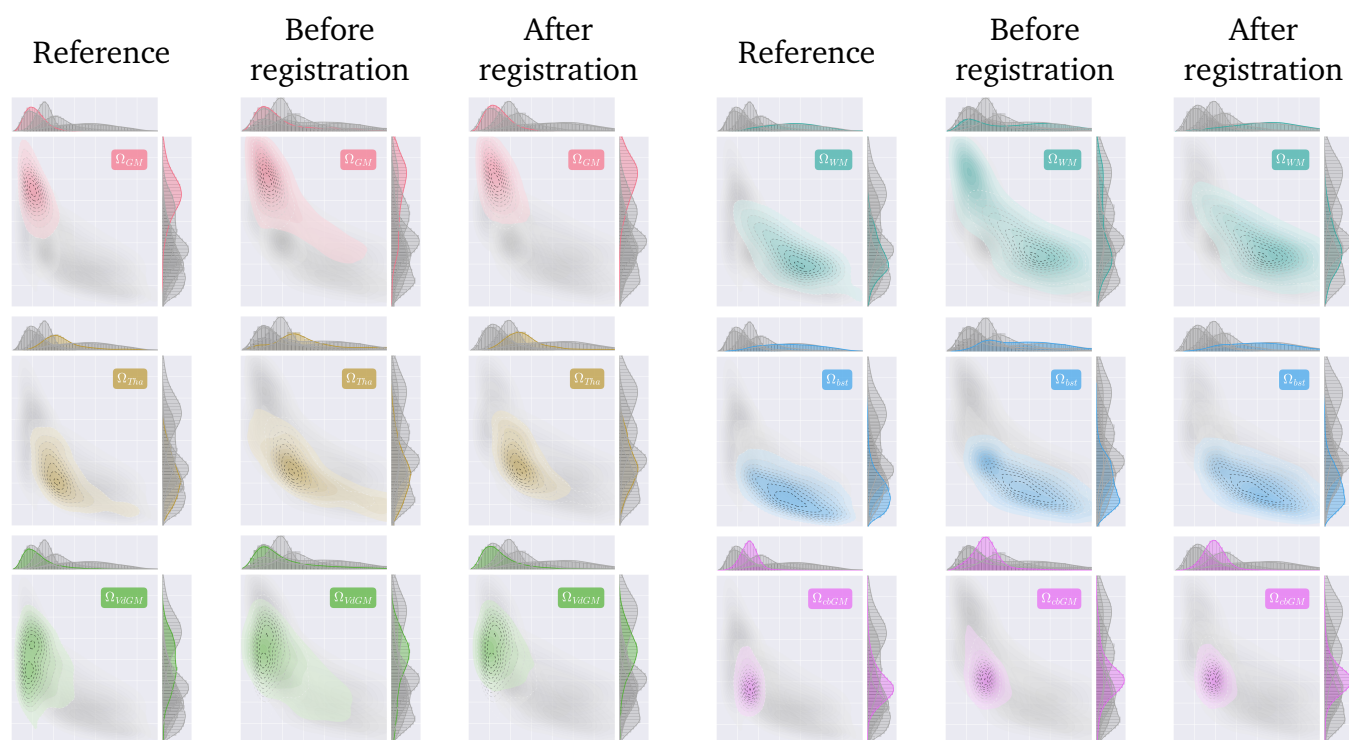 Reference
Before
registration
After
registration
Reference
Before
registration
After
registration
Ω_GM
Ω_GM
Ω_GM
Ω_WM
Ω_WM
Ω_WM
Ω_Tha
Ω_Tha
Ω_Tha
Ω_bst
Ω_bst
Ω_bst
Ω_VdGM
Ω_VdGM
Ω_VdGM
Ω_cbGM
Ω_cbGM
Ω_cbGM